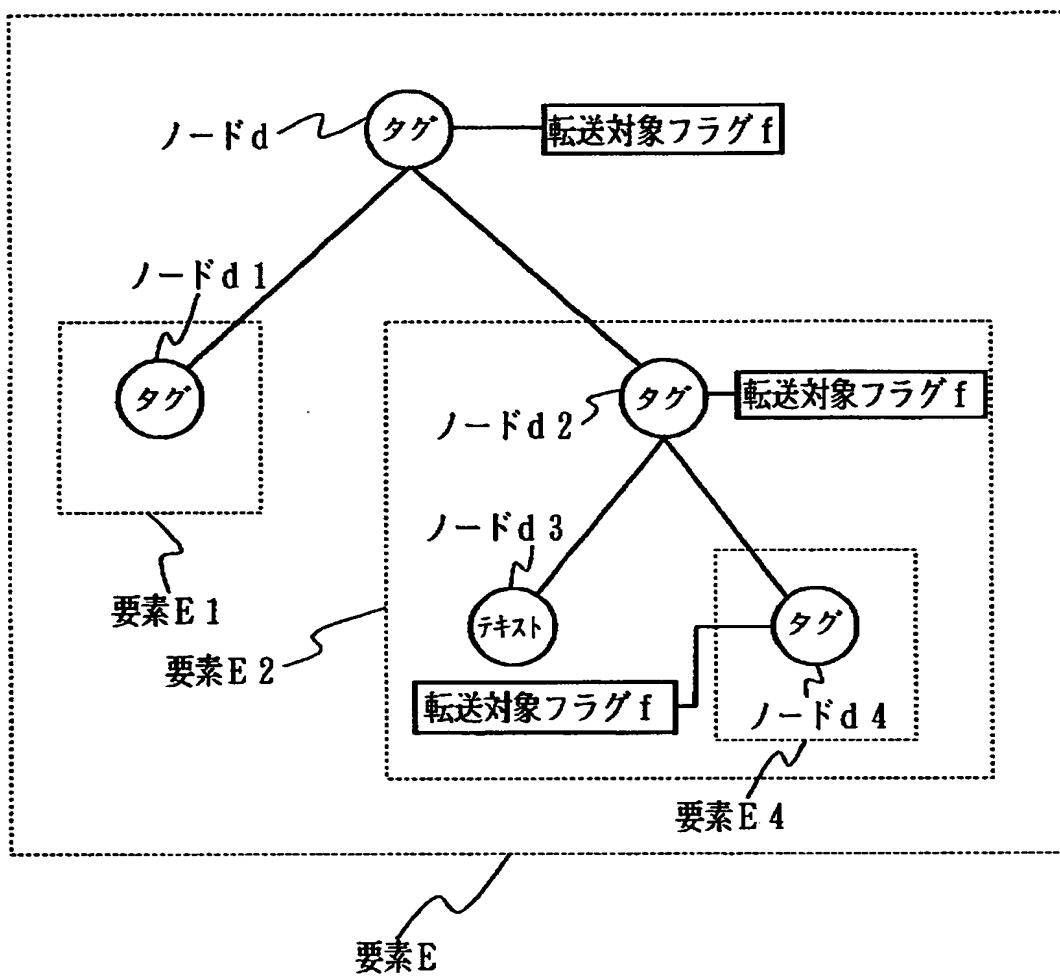 ノードd
タグ
転送対象フラグf
ノードd1
タグ
タグ
転送対象フラグf
ノードd2
ノードd3
要素E1
テキスト
タグ
要素E2
転送対象フラグf
ノードd4
要素E4
要素E